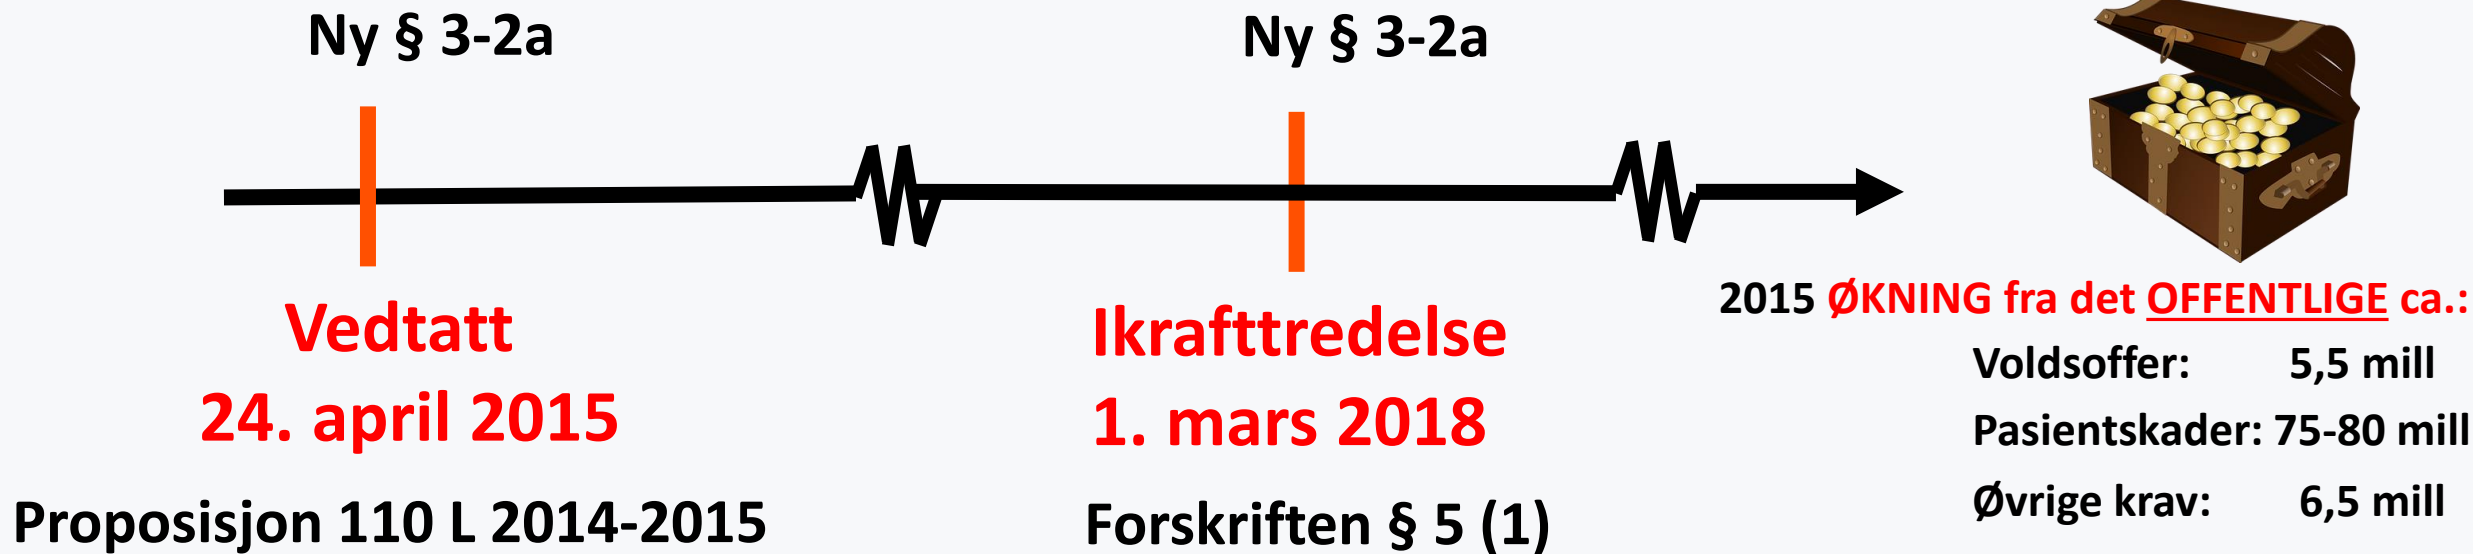 Ny § 3-2a
Vedtatt
24. april 2015
Proposisjon 110 L 2014-2015
Ny § 3-2a
Ikrafttredelse
1. mars 2018
Forskriften § 5 (1)
2015 ØKNING fra det OFFENTLIGE ca.:
Voldsoffer: 5,5 mill
Pasientskader: 75-80 mill
Øvrige krav: 6,5 mill